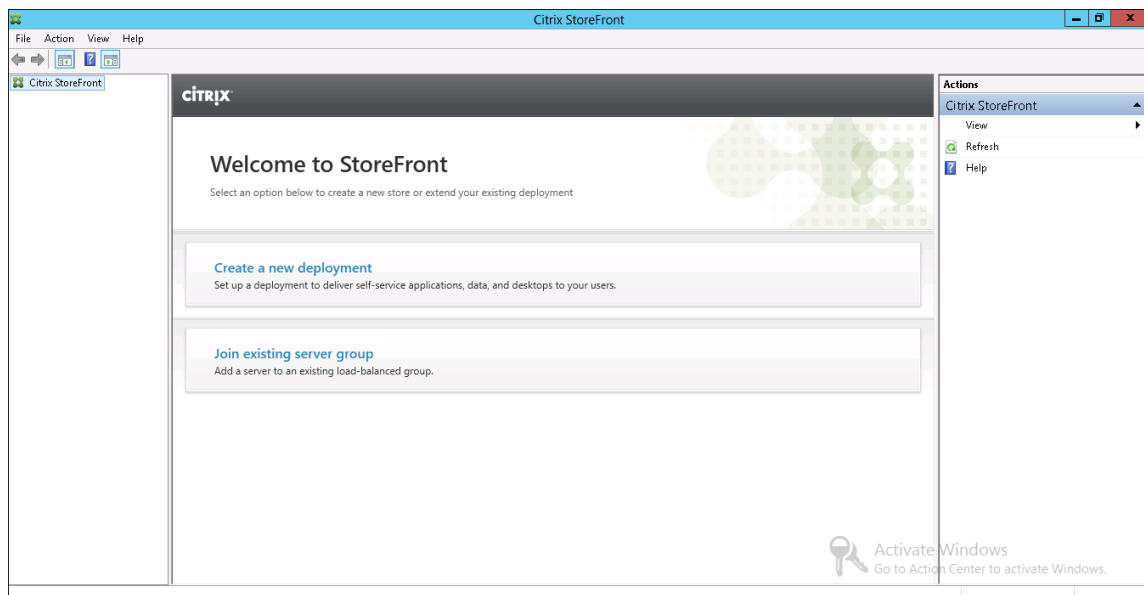 Citrix StoreFront
File Action View Help
Citrix StoreFront
CİTRIX
Welcome to StoreFront
Select an option below to create a new store or extend your existing deployment
Create a new deployment
Set up a deployment to deliver self-service applications, data, and desktops to your users.
Join existing server group
Add a server to an existing load-balanced group.
Actions
Citrix StoreFront
View
Refresh
Help
Activate Windows
Go to Action Center to activate Windows.